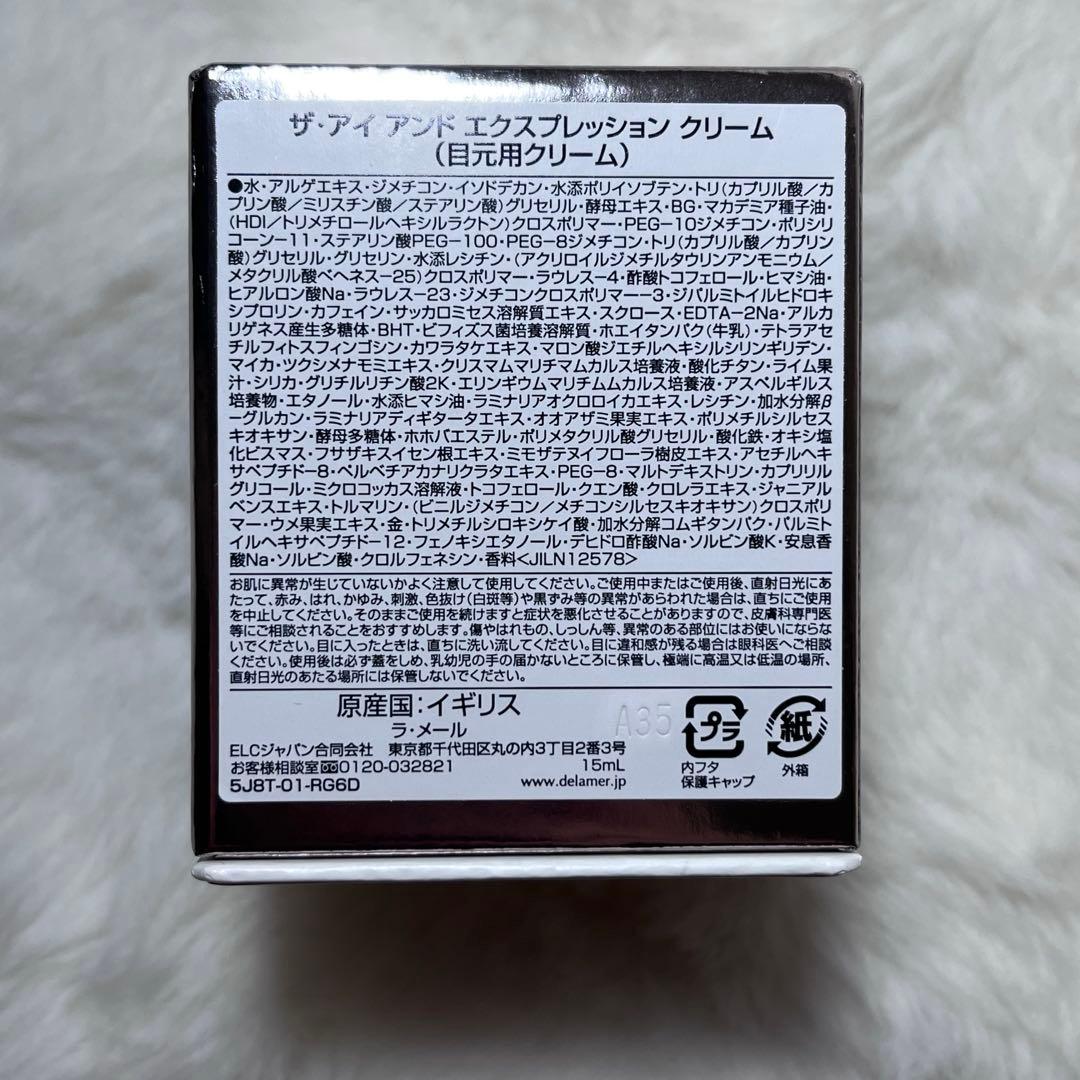 ザ・アイ アンド エクスプレッション クリーム
(目元用クリーム)
●水・アルゲエキス・ジメチコン・イソドデカン・水添ポリイソブテン・トリ(カプリル酸/カ
プリン酸/ミリスチン酸/ステアリン酸)グリセリル・酵母エキス・BG・マカデミア種子油・
(HDI/トリメチロールヘキシルラクトン)クロスポリマー・PEG-10ジメチコン・ポリシリ
コーン-11・ステアリン酸PEG-100・PEG-8ジメチコン・トリ(カプリル酸/カプリン
酸)グリセリル・グリセリン・水添レシチン・(アクリロイルジメチルタウリンアンモニウム/
メタクリル酸ベヘネス-25)クロスポリマー・ラウレス-4・酢酸トコフェロール・ヒマシ油・
ヒアルロン酸Na・ラウレス-23・ジメチコンクロスポリマー-3・ジパルミトイルヒドロキ
シプロリン・カフェイン・サッカロミセス溶解質エキス・スクロース・EDTA-2Na・アルカ
リゲネス産生多糖体・BHT・ビフィズス菌培養溶解質・ホエイタンパク(牛乳)・テトラアセ
チルフィトスフィンゴシン・カワラタケエキス・マロン酸ジエチルヘキシルシリンギリデン・
マイカ・ツクシメナモミエキス・クリスマムマリチマムカルス培養液・酸化チタン・ライム果
汁・シリカ・グリチルリチン酸2K・エリンギウムマリチムムカルス培養液・アスペルギルス
培養物・エタノール・水添ヒマシ油・ラミナリアオクロロイカエキス・レシチン・加水分解β
-グルカン・ラミナリアディギタータエキス・オオアザミ果実エキス・ポリメチルシルセス
キオキサン・酵母多糖体・ホホバエステル・ポリメタクリル酸グリセリル・酸化鉄・オキシ塩
化ビスマス・フサザキスイセン根エキス・ミモザテヌイフローラ樹皮エキス・アセチルヘキ
サペプチド-8・ペルベチアカナリクラタエキス・PEG-8・マルトデキストリン・カプリリル
グリコール・ミクロコッカス溶解液・トコフェロール・クエン酸・クロレラエキス・ジャニアル
ベンスエキス・トルマリン・(ビニルジメチコン/メチコンシルセスキオキサン)クロスポリ
マー・ウメ果実エキス・金・トリメチルシロキシケイ酸・加水分解コムギタンパク・パルミト
イルヘキサペプチド-12・フェノキシエタノール・デヒドロ酢酸Na・ソルビン酸K・安息香
酸Na・ソルビン酸・クロルフェネシン・香料<JILN12578>
お肌に異常が生じていないかよく注意して使用してください。ご使用中またはご使用後、直射日光にあ
たって、赤み、はれ、かゆみ、刺激、色抜け(白斑等)や黒ずみ等の異常があらわれた場合は、直ちにご使用
を中止してください。そのままご使用を続けますと症状を悪化させることがありますので、皮膚科専門医
等にご相談されることをおすすめします。傷やはれもの、しっしん等、異常のある部位にはお使いにならな
いでください。目に入ったときは、直ちに洗い流してください。目に違和感が残る場合は眼科医へご相談
ください。使用後は必ず蓋をしめ、乳幼児の手の届かないところに保管し、極端に高温又は低温の場所、
直射日光のあたる場所には保管しないでください。
原産国:イギリス
ラ・メール
A35
ELCジャパン合同会社 東京都千代田区丸の内3丁目2番3号
お客様相談室 0120-032821 15mL
5J8T-01-RG6D www.delamer.jp
プラ
内フタ
保護キャップ
紙
外箱